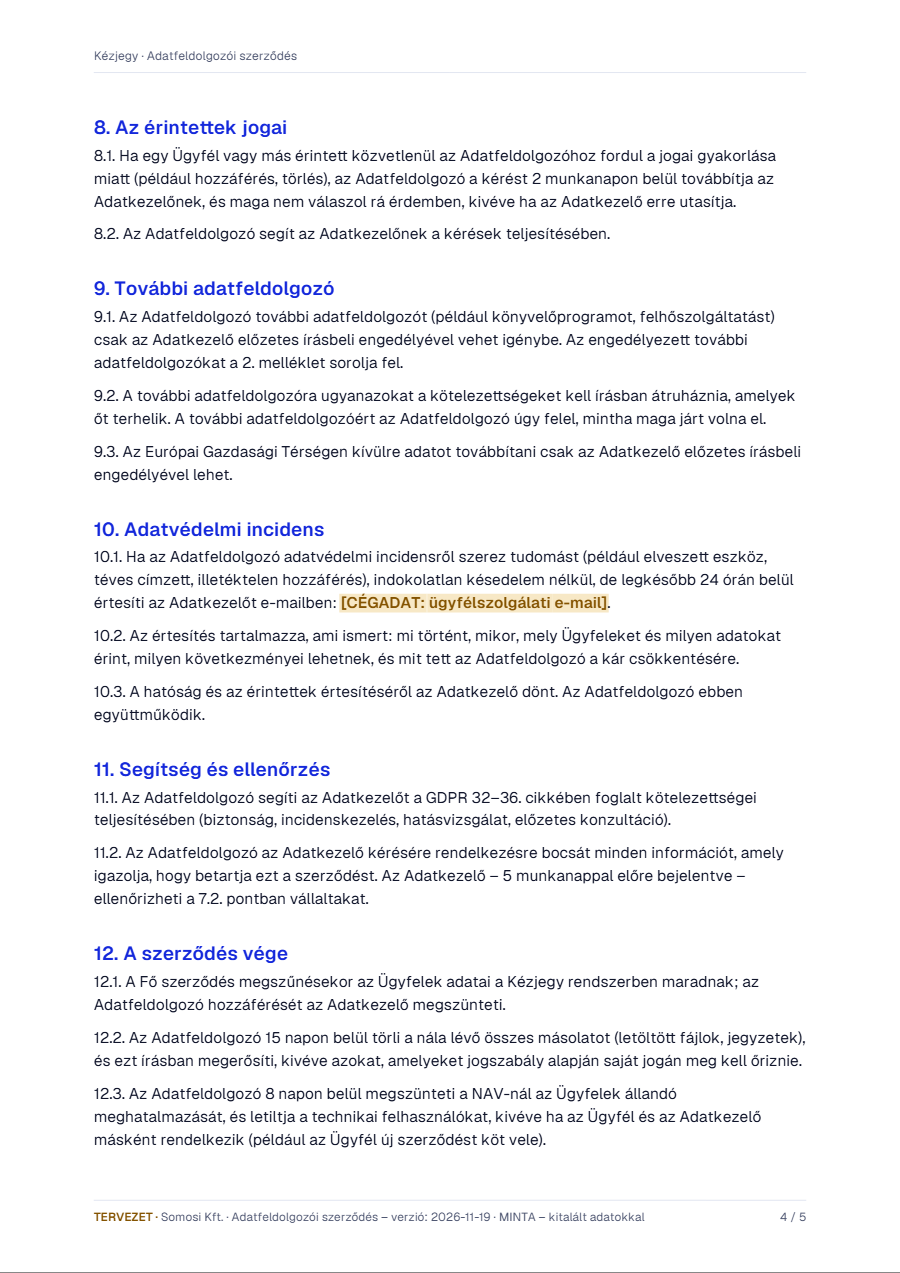 Kézjegy · Adatfeldolgozói szerződés
8. Az érintettek jogai
8.1. Ha egy Ügyfél vagy más érintett közvetlenül az Adatfeldolgozóhoz fordul a jogai gyakorlása
miatt (például hozzáférés, törlés), az Adatfeldolgozó a kérést 2 munkanapon belül továbbítja az
Adatkezelőnek, és maga nem válaszol rá érdemben, kivéve ha az Adatkezelő erre utasítja.
8.2. Az Adatfeldolgozó segít az Adatkezelőnek a kérések teljesítésében.
9. További adatfeldolgozó
9.1. Az Adatfeldolgozó további adatfeldolgozót (például könyvelőprogramot, felhőszolgáltatást)
csak az Adatkezelő előzetes írásbeli engedélyével vehet igénybe. Az engedélyezett további
adatfeldolgozókat a 2. melléklet sorolja fel.
9.2. A további adatfeldolgozóra ugyanazokat a kötelezettségeket kell írásban átruháznia, amelyek
őt terhelik. A további adatfeldolgozóért az Adatfeldolgozó úgy felel, mintha maga járt volna el.
9.3. Az Európai Gazdasági Térségen kívülre adatot továbbítani csak az Adatkezelő előzetes írásbeli
engedélyével lehet.
10. Adatvédelmi incidens
10.1. Ha az Adatfeldolgozó adatvédelmi incidensről szerez tudomást (például elveszett eszköz,
téves címzett, illetéktelen hozzáférés), indokolatlan késedelem nélkül, de legkésőbb 24 órán belül
értesíti az Adatkezelőt e-mailben: [CÉGADAT: ügyfélszolgálati e-mail].
10.2. Az értesítés tartalmazza, ami ismert: mi történt, mikor, mely Ügyfeleket és milyen adatokat
érint, milyen következményei lehetnek, és mit tett az Adatfeldolgozó a kár csökkentésére.
10.3. A hatóság és az érintettek értesítéséről az Adatkezelő dönt. Az Adatfeldolgozó ebben
együttműködik.
11. Segítség és ellenőrzés
11.1. Az Adatfeldolgozó segíti az Adatkezelőt a GDPR 32–36. cikkében foglalt kötelezettségei
teljesítésében (biztonság, incidenskezelés, hatásvizsgálat, előzetes konzultáció).
11.2. Az Adatfeldolgozó az Adatkezelő kérésére rendelkezésre bocsát minden információt, amely
igazolja, hogy betartja ezt a szerződést. Az Adatkezelő – 5 munkanappal előre bejelentve –
ellenőrizheti a 7.2. pontban vállaltakat.
12. A szerződés vége
12.1. A Fő szerződés megszűnésekor az Ügyfelek adatai a Kézjegy rendszerben maradnak; az
Adatfeldolgozó hozzáférését az Adatkezelő megszünteti.
12.2. Az Adatfeldolgozó 15 napon belül törli a nála lévő összes másolatot (letöltött fájlok, jegyzetek),
és ezt írásban megerősíti, kivéve azokat, amelyeket jogszabály alapján saját jogán meg kell őriznie.
12.3. Az Adatfeldolgozó 8 napon belül megszünteti a NAV-nál az Ügyfelek állandó
meghatalmazását, és letiltja a technikai felhasználókat, kivéve ha az Ügyfél és az Adatkezelő
másként rendelkezik (például az Ügyfél új szerződést köt vele).
TERVEZET · Somosi Kft. · Adatfeldolgozói szerződés – verzió: 2026-11-19 · MINTA – kitalált adatokkal 4 / 5